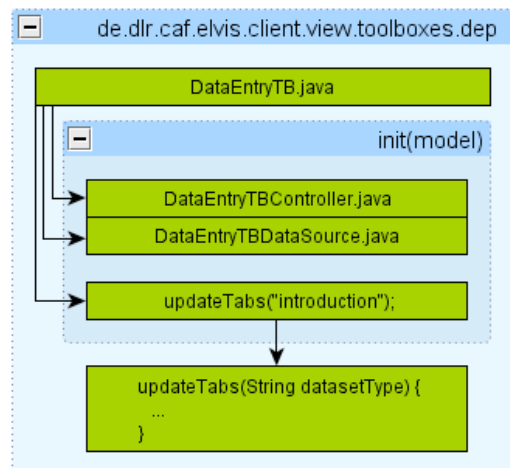 de.dlr.caf.elvis.client.view.toolboxes.dep
DataEntryTB.java
init(model)
DataEntryTBController.java
DataEntryTBDataSource.java
updateTabs("introduction");
updateTabs(String datasetType) {
...
}